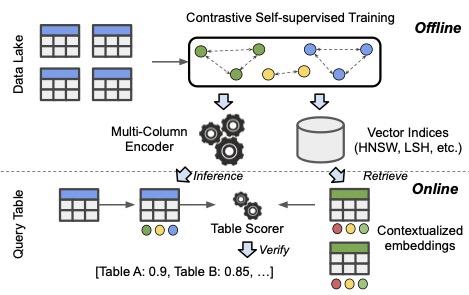 Contrastive Self-supervised Training
Offline
Data Lake
Multi-Column
Encoder
Vector Indices
(HNSW, LSH, etc.)
Inference
Retrieve
Online
Query Table
Table Scorer
Contextualized
embeddings
Verify
[Table A: 0.9, Table B: 0.85, ...]